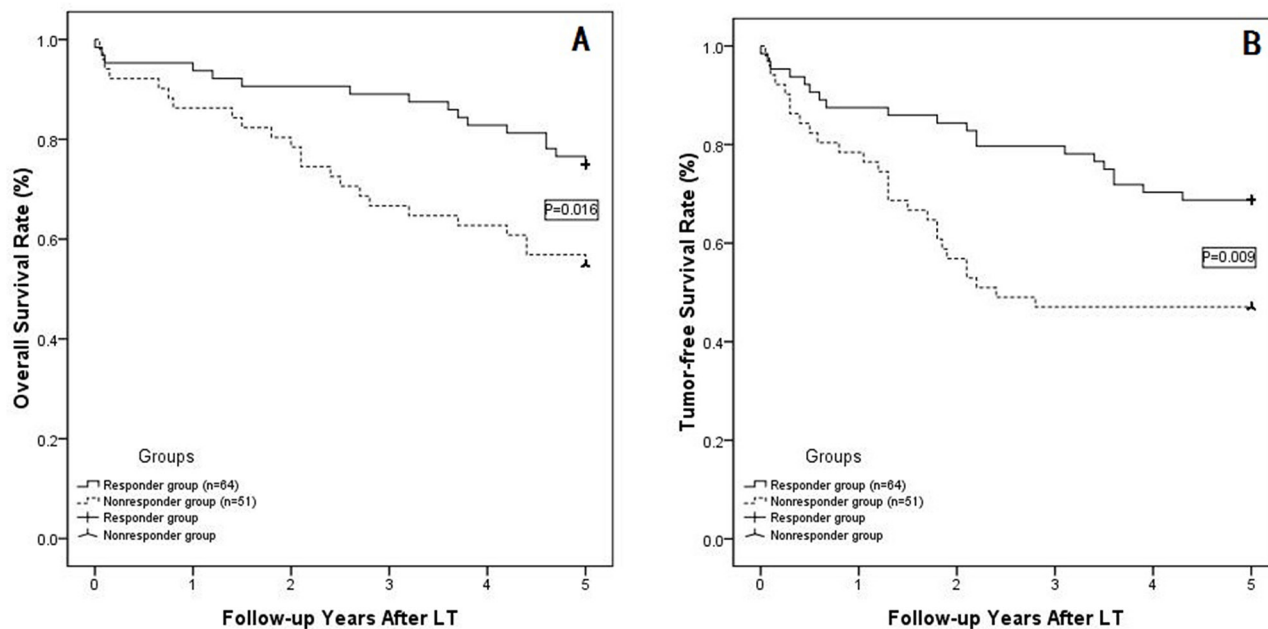 A
Overall Survival Rate (%)
1.0
0.8
0.6
0.4
0.2
0.0
P=0.016
Groups
Responder group (n=64)
Nonresponder group (n=51)
Responder group
Nonresponder group
0 1 2 3 4 5
Follow-up Years After LT
B
Tumor-free Survival Rate (%)
1.0
0.8
0.6
0.4
0.2
0.0
P=0.009
Groups
Responder group (n=64)
Nonresponder group (n=51)
Responder group
Nonresponder group
0 1 2 3 4 5
Follow-up Years After LT